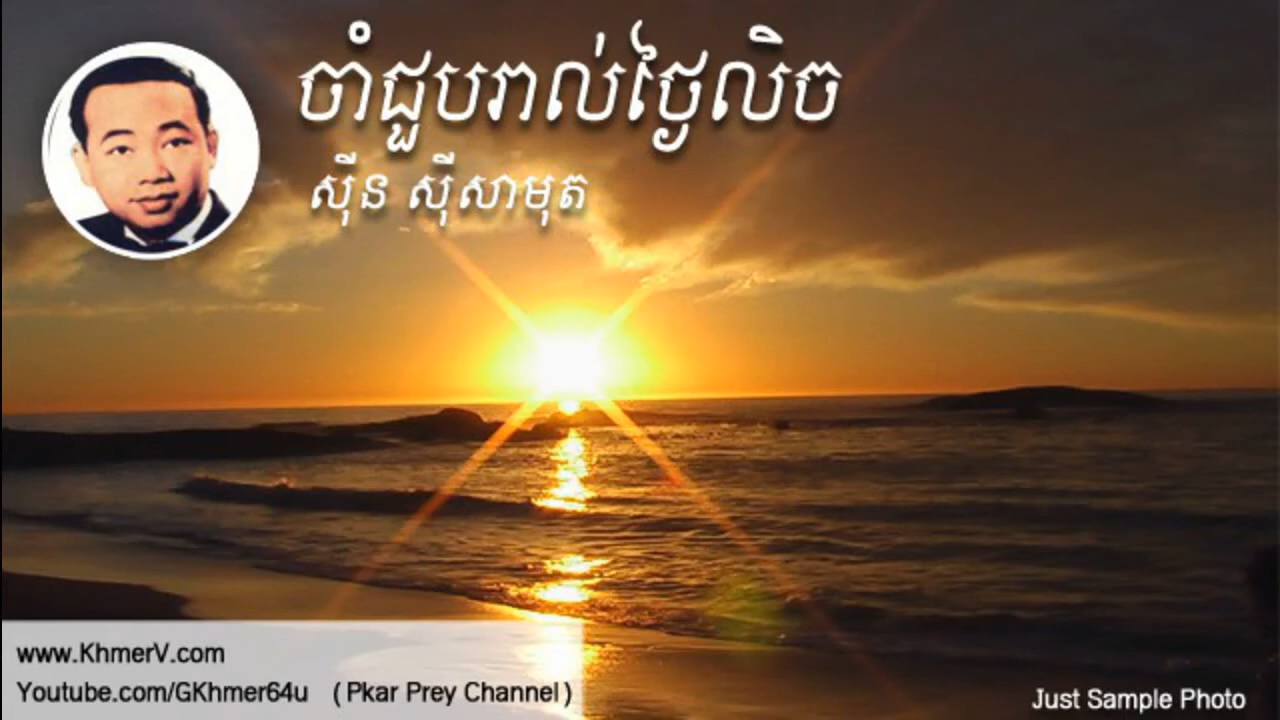 ចាំជួបរាល់ថ្ងៃលិច
ស៊ីន ស៊ីសាមុត
www.KhmerV.com
Youtube.com/GKhmer64u (Pkar Prey Channel)
Just Sample Photo